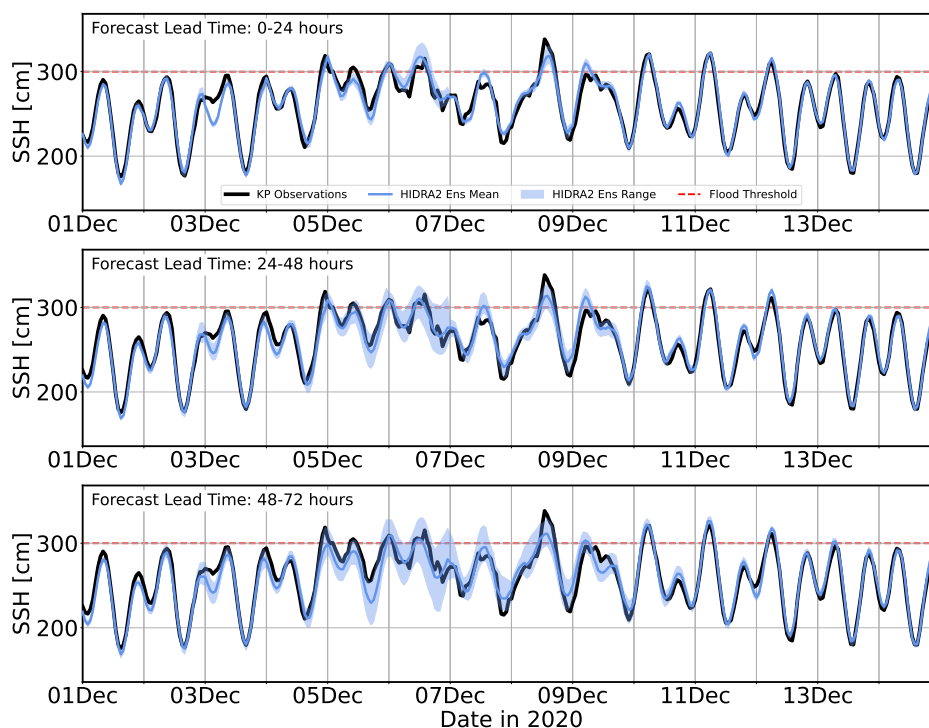 Forecast Lead Time: 0-24 hours
SSH [cm]
300
200
KP Observations HIDRA2 Ens Mean HIDRA2 Ens Range Flood Threshold
01Dec 03Dec 05Dec 07Dec 09Dec 11Dec 13Dec
Forecast Lead Time: 24-48 hours
SSH [cm]
300
200
01Dec 03Dec 05Dec 07Dec 09Dec 11Dec 13Dec
Forecast Lead Time: 48-72 hours
SSH [cm]
300
200
01Dec 03Dec 05Dec 07Dec 09Dec 11Dec 13Dec
Date in 2020